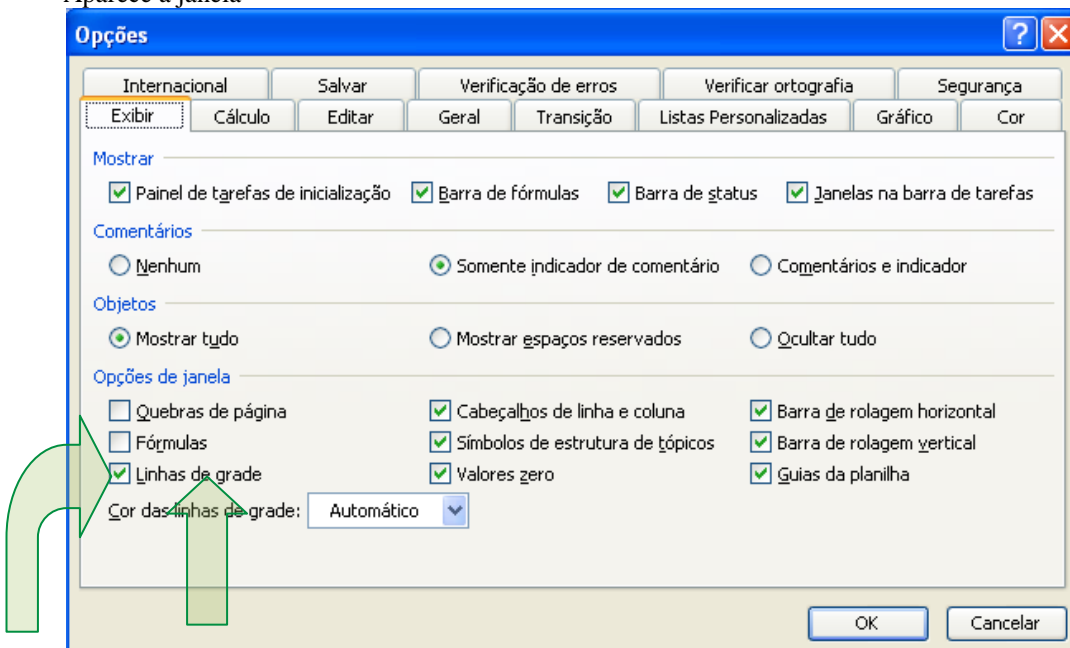 Aparece a janela
Opções
Internacional Salvar Verificação de erros Verificar ortografia Segurança
Exibir Cálculo Editar Geral Transição Listas Personalizadas Gráfico Cor
Mostrar
Painel de tarefas de inicialização Barra de fórmulas Barra de status Janelas na barra de tarefas
Comentários
Nenhum Somente indicador de comentário Comentários e indicador
Objetos
Mostrar tudo Mostrar espaços reservados Ocultar tudo
Opções de janela
Quebras de página Cabeçalhos de linha e coluna Barra de rolagem horizontal
Fórmulas Símbolos de estrutura de tópicos Barra de rolagem vertical
Linhas de grade Valores zero Guias da planilha
Cor das linhas de grade: Automático
OK Cancelar